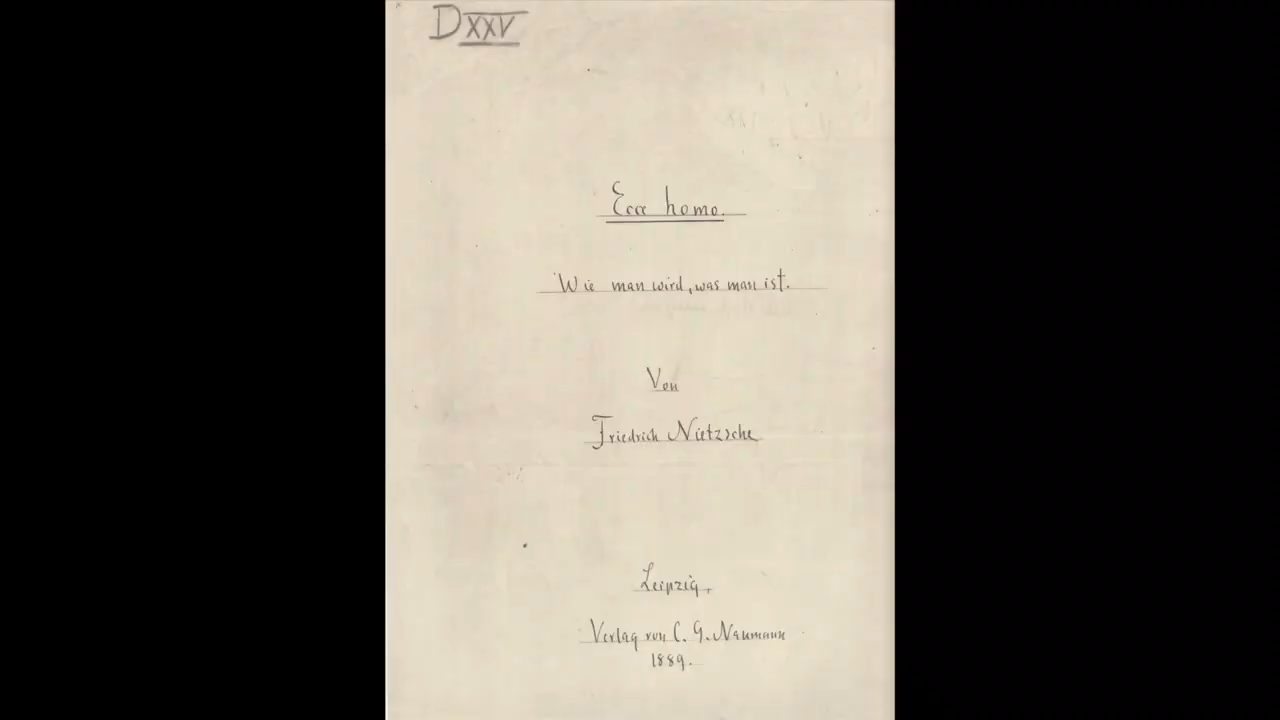 DXXV
Ecce homo.
Wie man wird, was man ist.
Von
Friedrich Nietzsche
Leipzig,
Verlag von C. G. Naumann
1889.